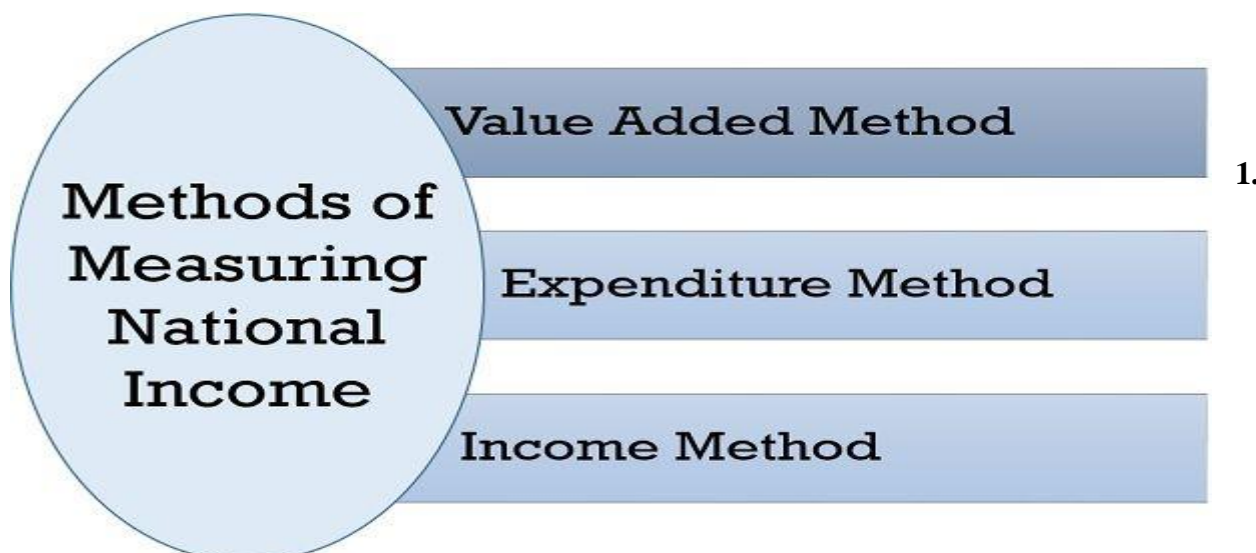 Methods of
Measuring
National
Income
Value Added Method
1.
Expenditure Method
Income Method